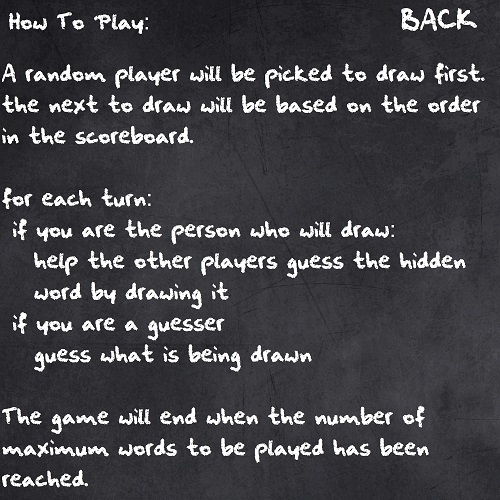 How To Play:
BACK
A random player will be picked to draw first.
the next to draw will be based on the order
in the scoreboard.
for each turn:
if you are the person who will draw:
help the other players guess the hidden
word by drawing it
if you are a guesser
guess what is being drawn
The game will end when the number of
maximum words to be played has been
reached.